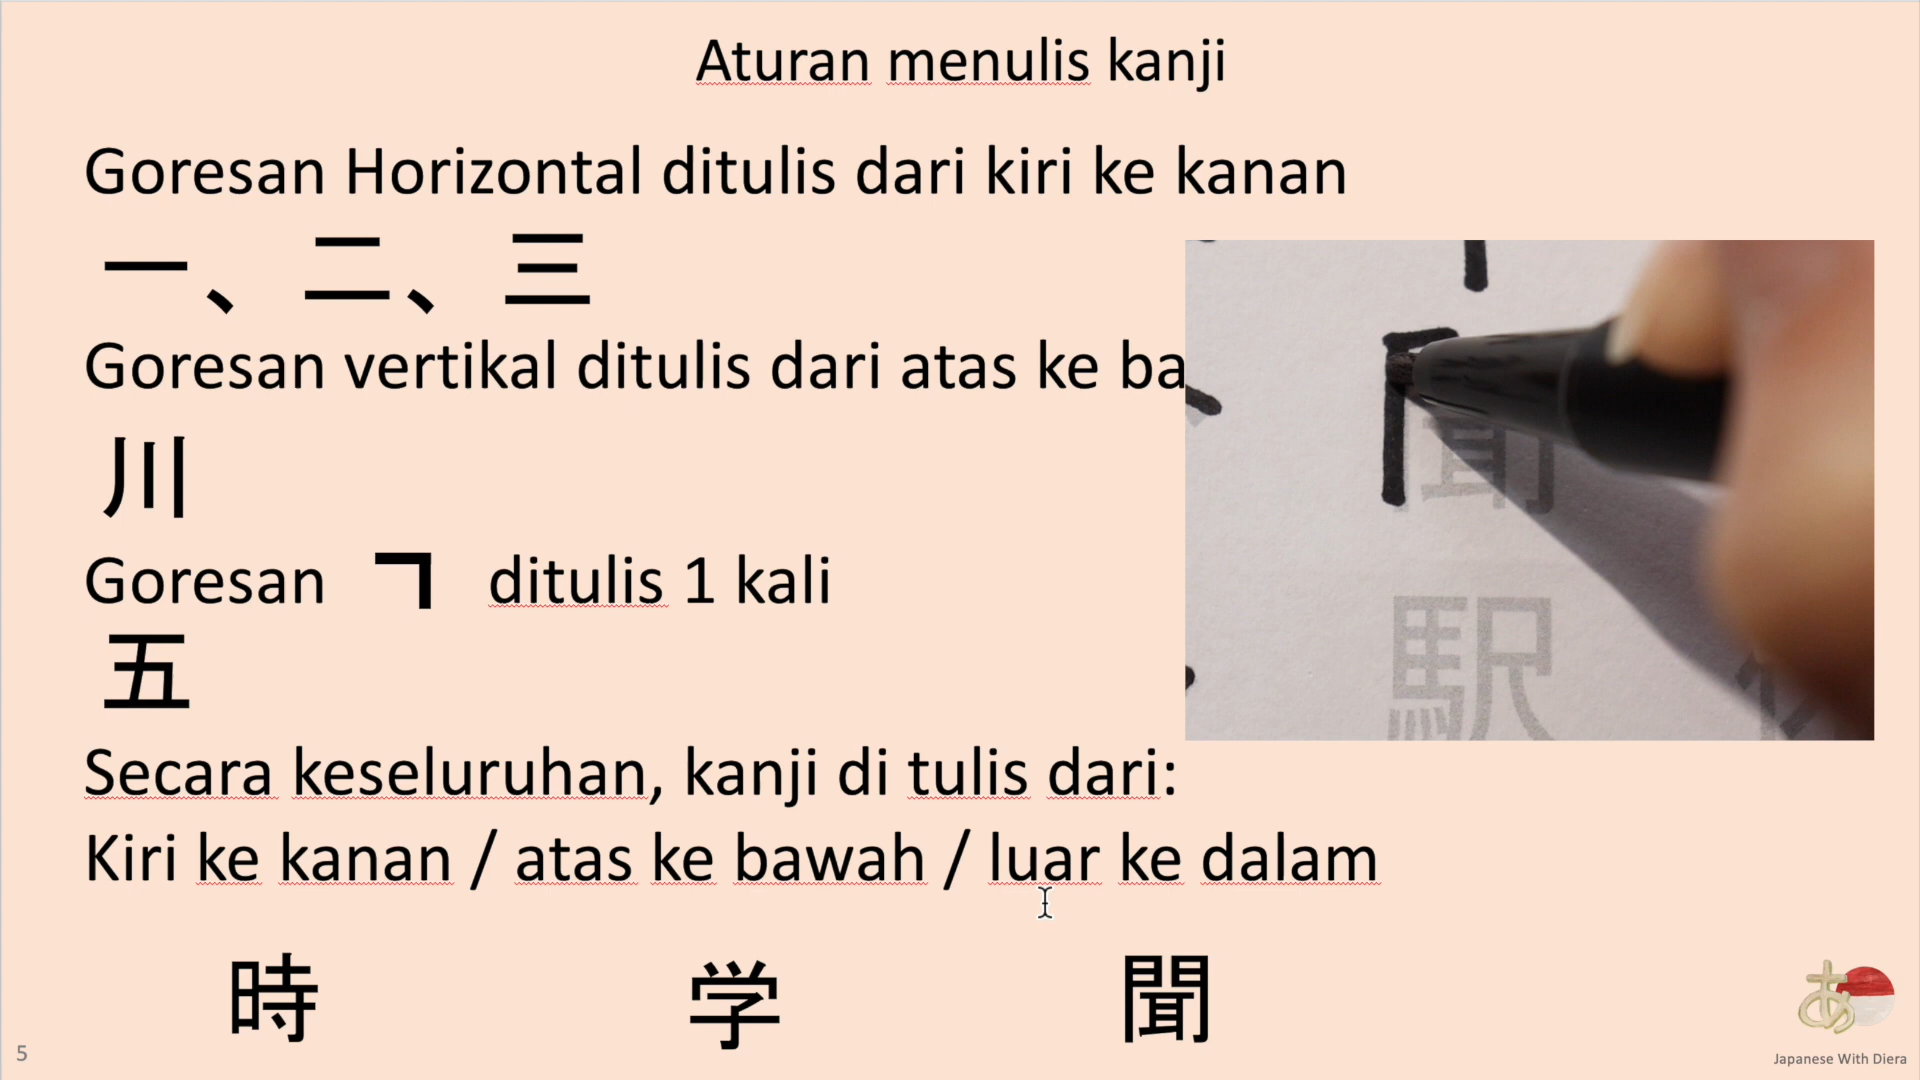 Aturan menulis kanji
Goresan Horizontal ditulis dari kiri ke kanan
一、二、三
Goresan vertikal ditulis dari atas ke ba
川
Goresan ㄱ ditulis 1 kali
五
聞
駅
Secara keseluruhan, kanji di tulis dari:
Kiri ke kanan / atas ke bawah / luar ke dalam
時 学 聞
あ
Japanese With Diera
5